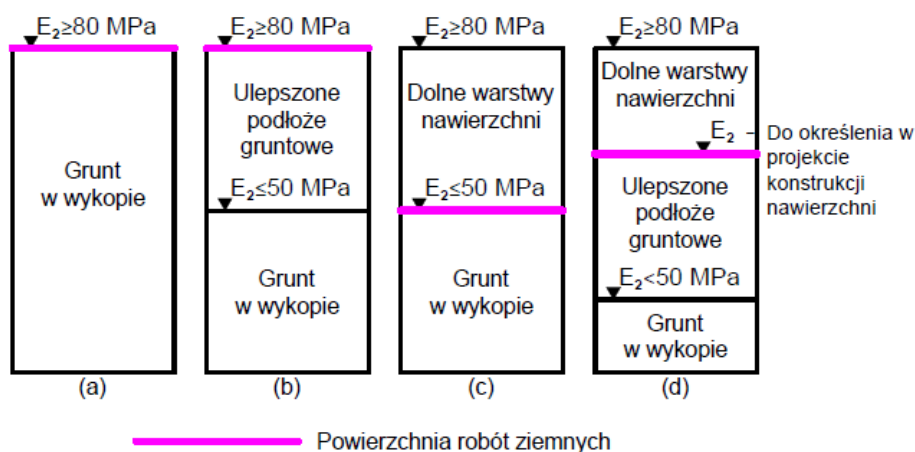 E₂≥80 MPa
Grunt
w wykopie
(a)
E₂≥80 MPa
Ulepszone
podłoże
gruntowe
E₂≤50 MPa
Grunt
w wykopie
(b)
E₂≥80 MPa
Dolne warstwy
nawierzchni
E₂≤50 MPa
Grunt
w wykopie
(c)
E₂≥80 MPa
Dolne warstwy
nawierzchni
E₂ - Do określenia w
projekcie
konstrukcji
nawierzchni
Ulepszone
podłoże
gruntowe
E₂<50 MPa
Grunt
w wykopie
(d)
Powierzchnia robót ziemnych